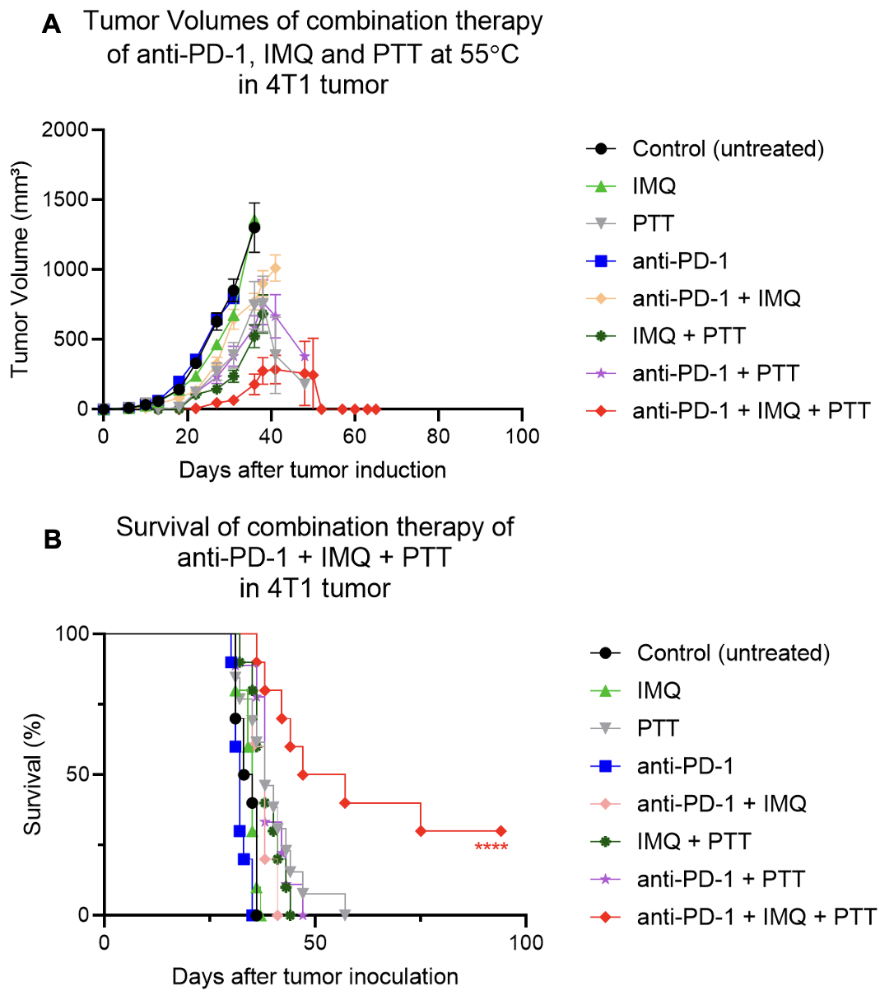 A
Tumor Volumes of combination therapy
of anti-PD-1, IMQ and PTT at 55°C
in 4T1 tumor
Tumor Volume (mm³)
2000
1500
1000
500
0
0 20 40 60 80 100
Days after tumor induction
Control (untreated)
IMQ
PTT
anti-PD-1
anti-PD-1 + IMQ
IMQ + PTT
anti-PD-1 + PTT
anti-PD-1 + IMQ + PTT
B
Survival of combination therapy of
anti-PD-1 + IMQ + PTT
in 4T1 tumor
Survival (%)
100
50
0
0 50 100
Days after tumor inoculation
****
Control (untreated)
IMQ
PTT
anti-PD-1
anti-PD-1 + IMQ
IMQ + PTT
anti-PD-1 + PTT
anti-PD-1 + IMQ + PTT